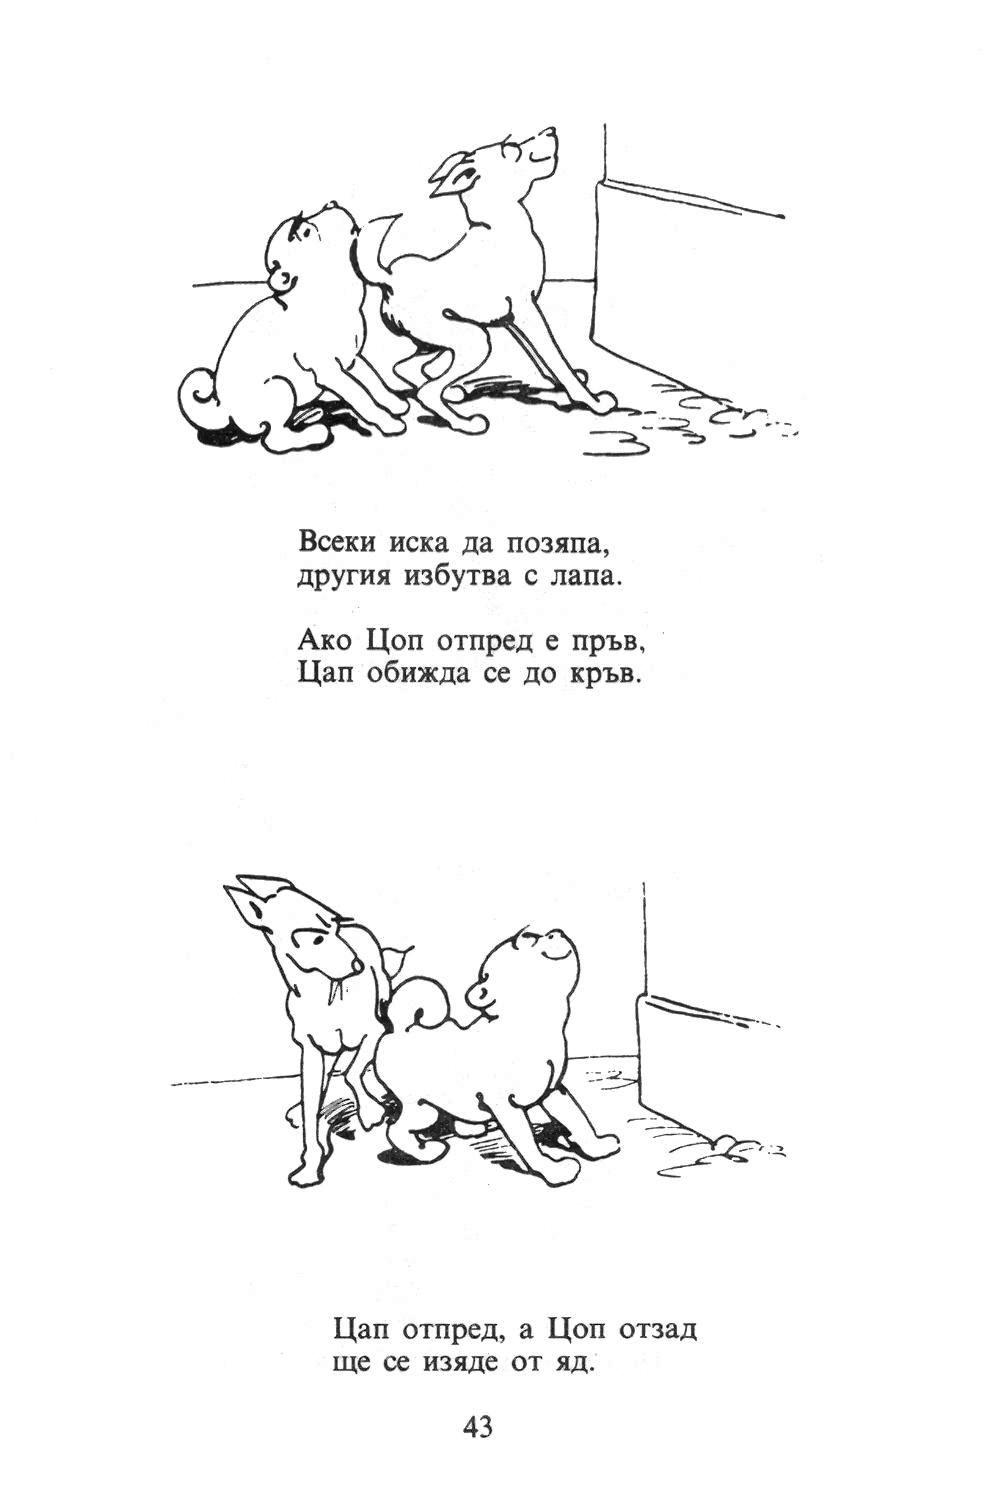 Всеки иска да позяпа,
другия избутва с лапа.
Ако Цоп отпред е пръв,
Цап обижда се до кръв.
Цап отпред, а Цоп отзад
ще се изяде от яд.
43